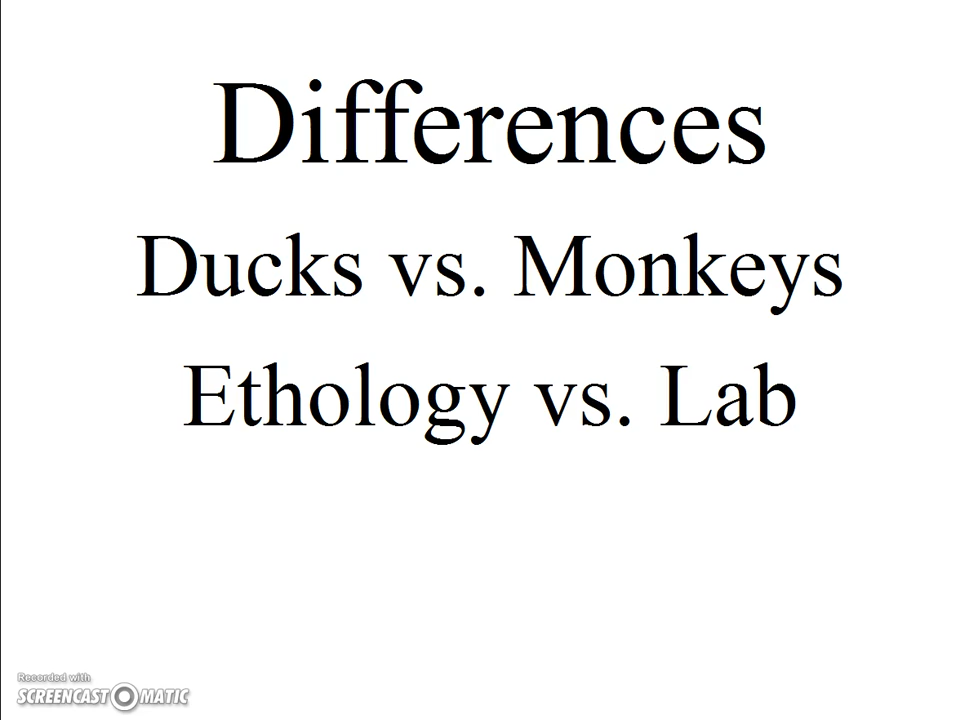 Differences
Ducks vs. Monkeys
Ethology vs. Lab
Recorded with
SCREENCAST-O-MATIC